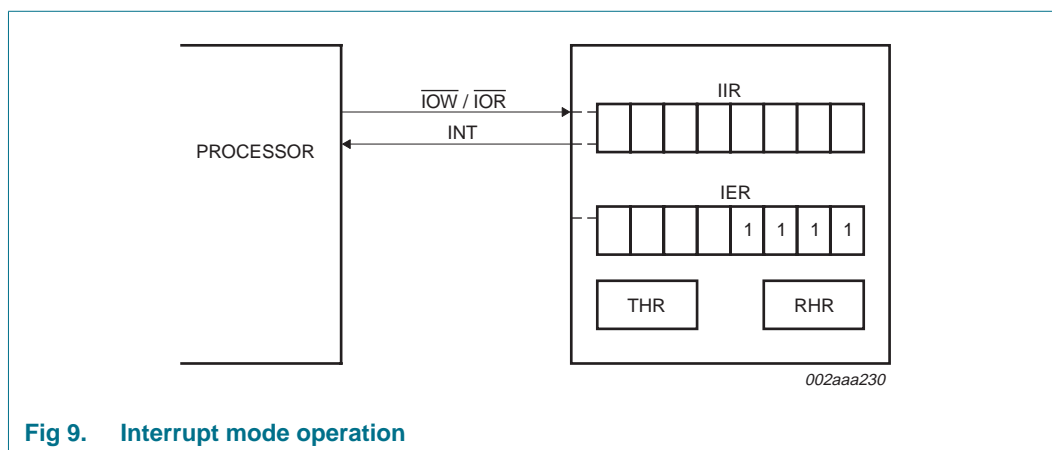 IIR
IOW / IOR
INT
PROCESSOR
IER
1 1 1 1
THR RHR
002aaa230
Fig 9. Interrupt mode operation